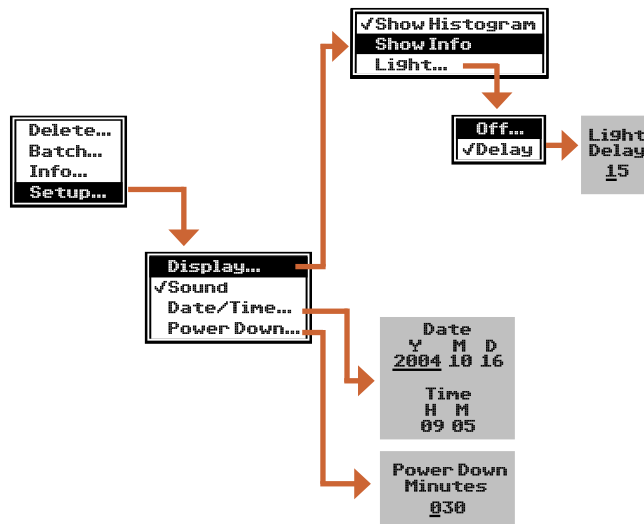 √Show Histogram
Show Info
Light...
Off...
√Delay
Light
Delay
15
Delete...
Batch...
Info...
Setup...
Display...
√Sound
Date/Time...
Power Down...
Date
Y M D
2004 10 16
Time
H M
09 05
Power Down
Minutes
030